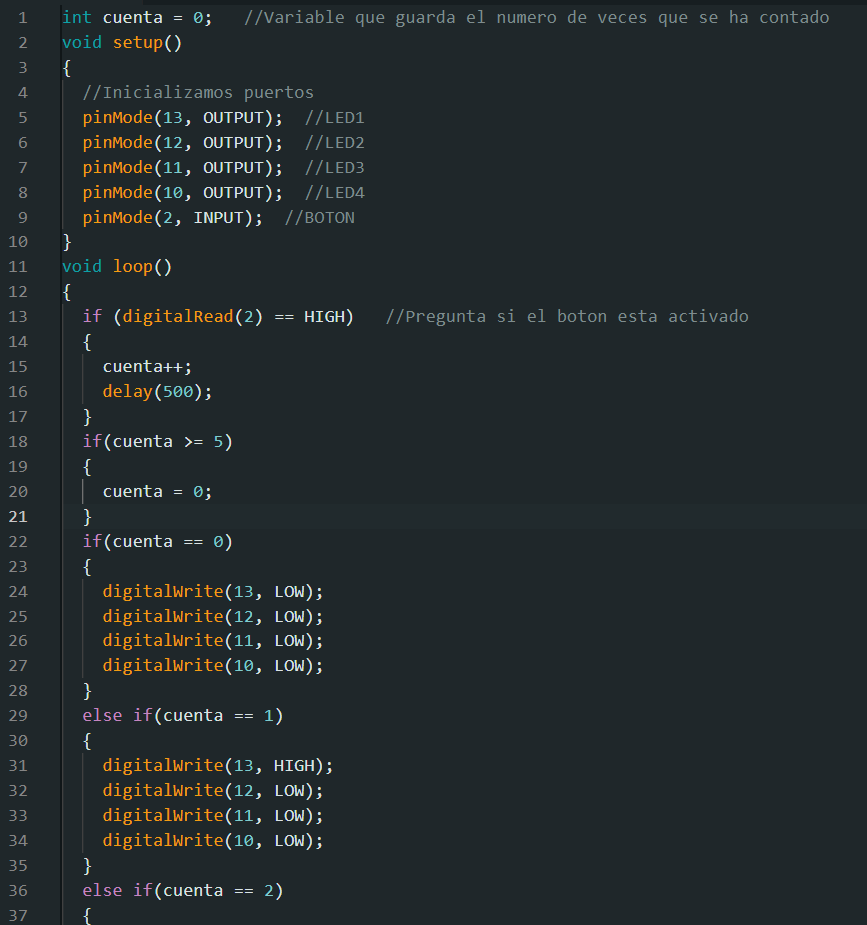 1 int cuenta = 0;   //Variable que guarda el numero de veces que se ha contado
2 void setup()
3 {
4   //Inicializamos puertos
5   pinMode(13, OUTPUT);  //LED1
6   pinMode(12, OUTPUT);  //LED2
7   pinMode(11, OUTPUT);  //LED3
8   pinMode(10, OUTPUT);  //LED4
9   pinMode(2, INPUT);  //BOTON
10 }
11 void loop()
12 {
13   if (digitalRead(2) == HIGH)   //Pregunta si el boton esta activado
14   {
15     cuenta++;
16     delay(500);
17   }
18   if(cuenta >= 5)
19   {
20     cuenta = 0;
21   }
22   if(cuenta == 0)
23   {
24     digitalWrite(13, LOW);
25     digitalWrite(12, LOW);
26     digitalWrite(11, LOW);
27     digitalWrite(10, LOW);
28   }
29   else if(cuenta == 1)
30   {
31     digitalWrite(13, HIGH);
32     digitalWrite(12, LOW);
33     digitalWrite(11, LOW);
34     digitalWrite(10, LOW);
35   }
36   else if(cuenta == 2)
37   {